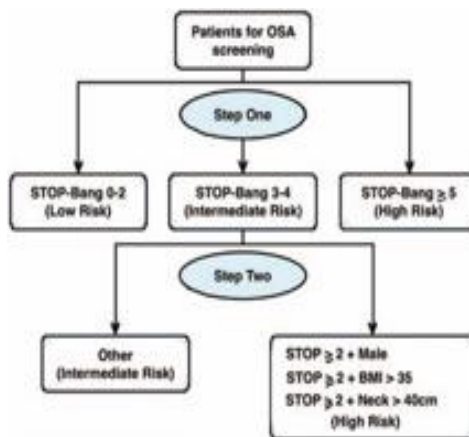 Patients for OSA
screening
Step One
STOP-Bang 0-2
(Low Risk)
STOP-Bang 3-4
(Intermediate Risk)
STOP-Bang ≥ 5
(High Risk)
Step Two
Other
(Intermediate Risk)
STOP ≥ 2 + Male
STOP ≥ 2 + BMI > 35
STOP ≥ 2 + Neck > 40cm
(High Risk)